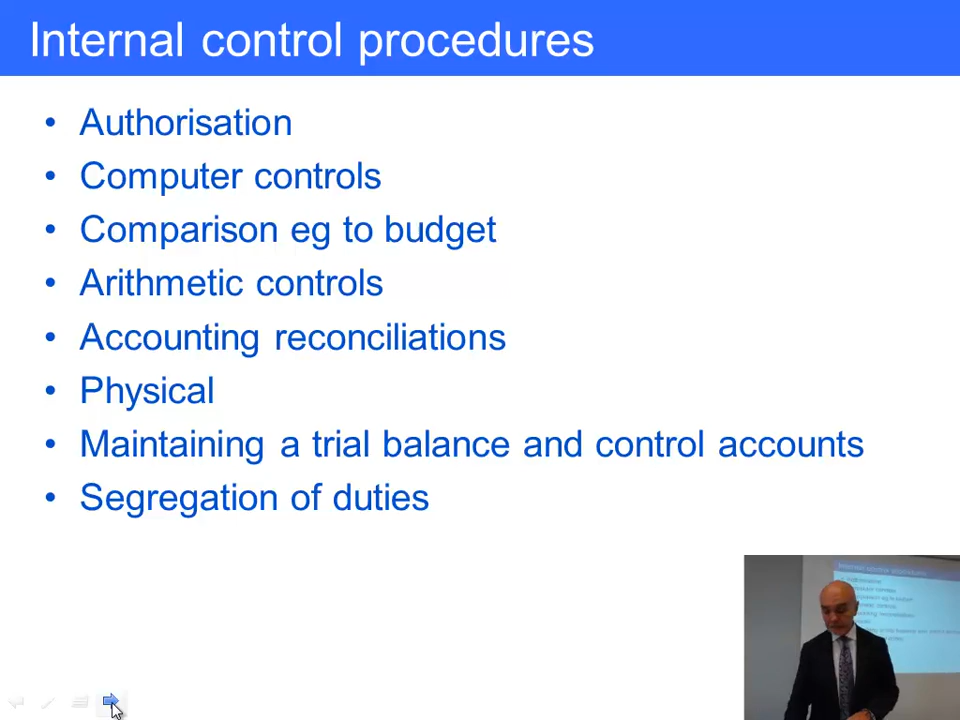 Internal control procedures
• Authorisation
• Computer controls
• Comparison eg to budget
• Arithmetic controls
• Accounting reconciliations
• Physical
• Maintaining a trial balance and control accounts
• Segregation of duties